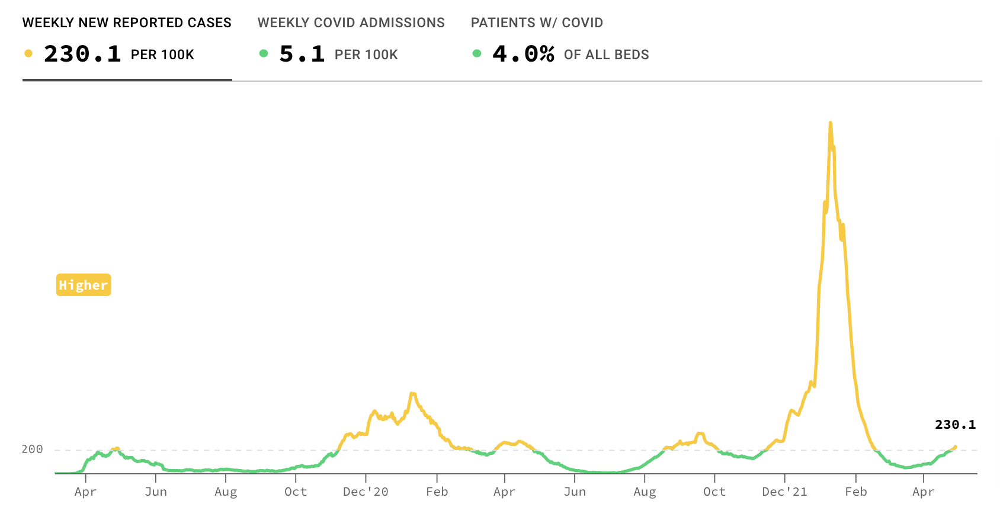 WEEKLY NEW REPORTED CASES WEEKLY COVID ADMISSIONS PATIENTS W/ COVID
230.1 PER 100K 5.1 PER 100K 4.0% OF ALL BEDS
Higher
230.1
200
Apr Jun Aug Oct Dec'20 Feb Apr Jun Aug Oct Dec'21 Feb Apr